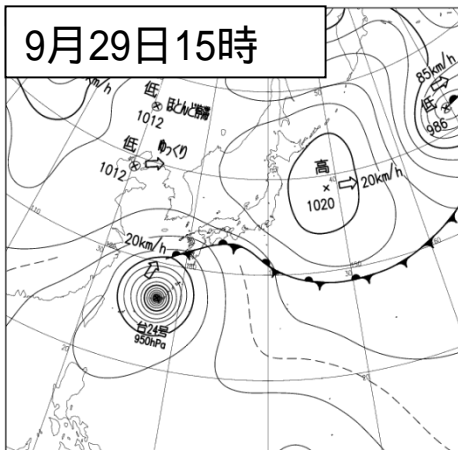 9月29日15時
km/h
85km/h
低
ほとんど停滞
1012
低
986
低
ゆっくり
1012
高
20km/h
1020
20km/h
台24号
950hPa